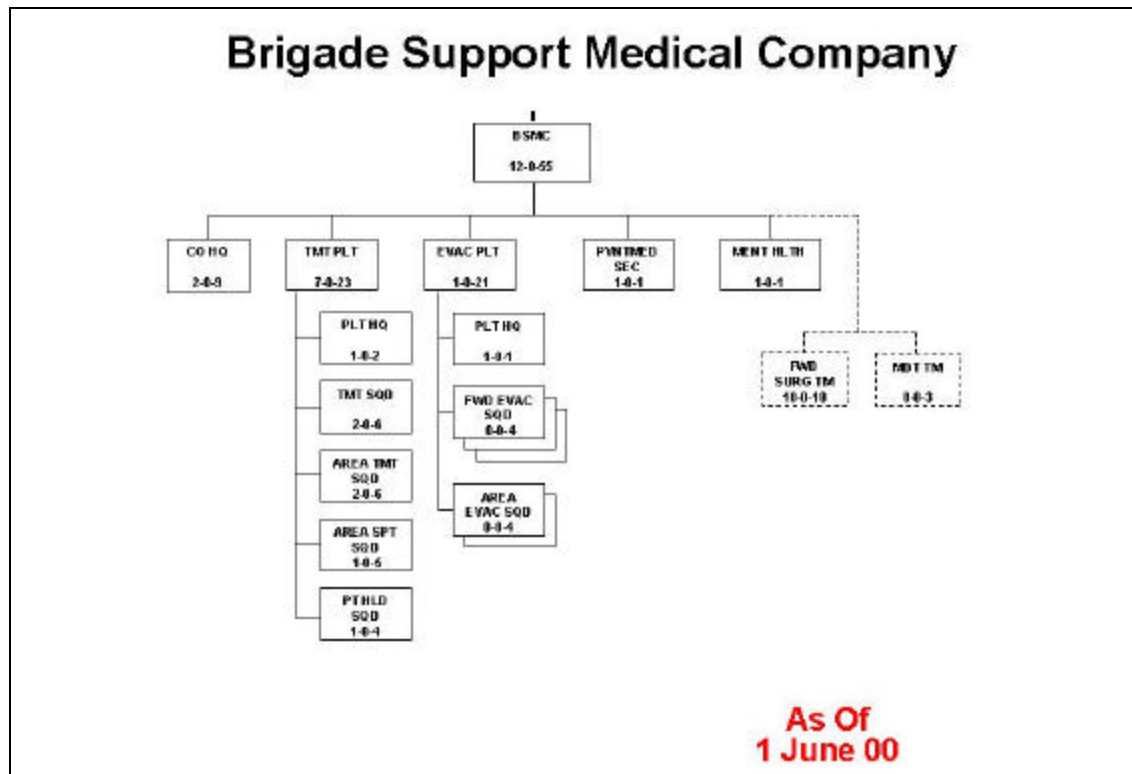 Brigade Support Medical Company
BSMC
12-0-55
CO HQ
2-0-9
TMT PLT
7-0-23
EVAC PLT
1-0-21
PVNTMED
SEC
1-0-1
MENT HLTH
1-0-1
PLT HQ
1-0-2
TMT SQD
2-0-6
AREA TMT
SQD
2-0-6
AREA SPT
SQD
1-0-5
PT HLD
SQD
1-0-4
PLT HQ
1-0-1
FWD EVAC
SQD
0-0-4
AREA
EVAC SQD
0-0-4
FWD
SURG TM
10-0-10
TM
0-0-3
As Of
1 June 00